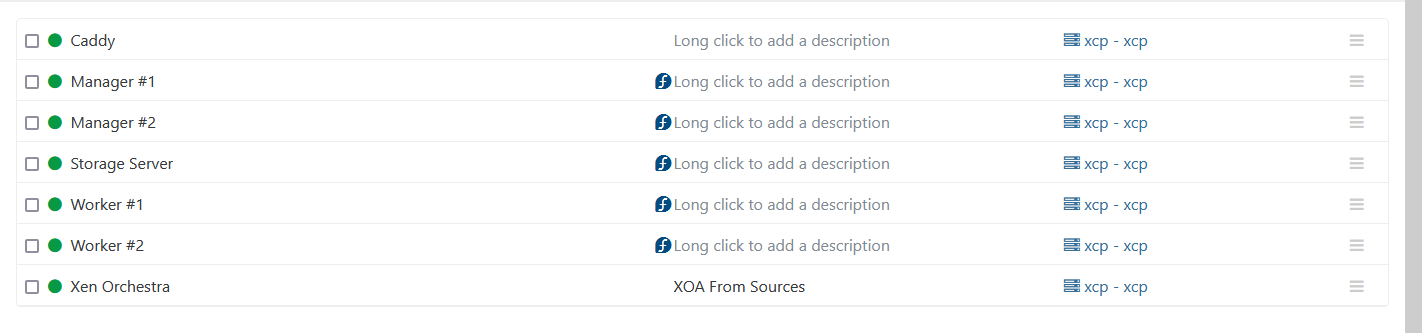 Caddy Long click to add a description xcp - xcp
Manager #1 Long click to add a description xcp - xcp
Manager #2 Long click to add a description xcp - xcp
Storage Server Long click to add a description xcp - xcp
Worker #1 Long click to add a description xcp - xcp
Worker #2 Long click to add a description xcp - xcp
Xen Orchestra XOA From Sources xcp - xcp